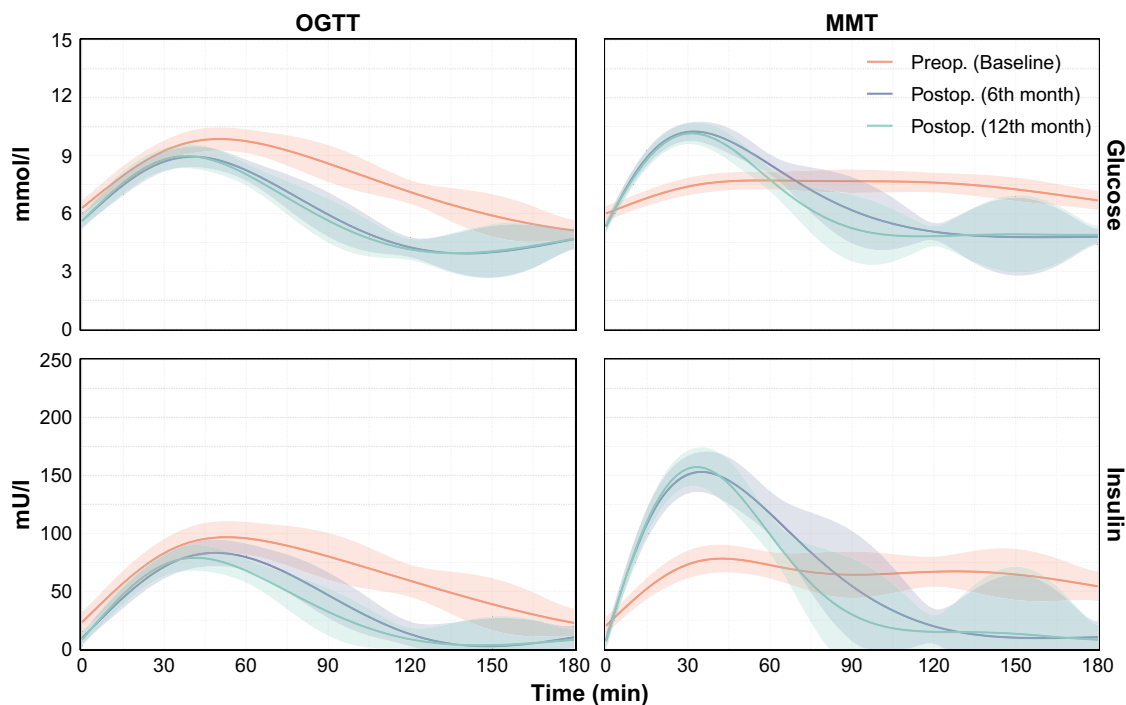 OGTT
MMT
15
12
9
6
3
0
mmol/l
Preop. (Baseline)
Postop. (6th month)
Postop. (12th month)
Glucose
250
200
150
100
50
0
mU/l
Insulin
0 30 60 90 120 150 180
0 30 60 90 120 150 180
Time (min)